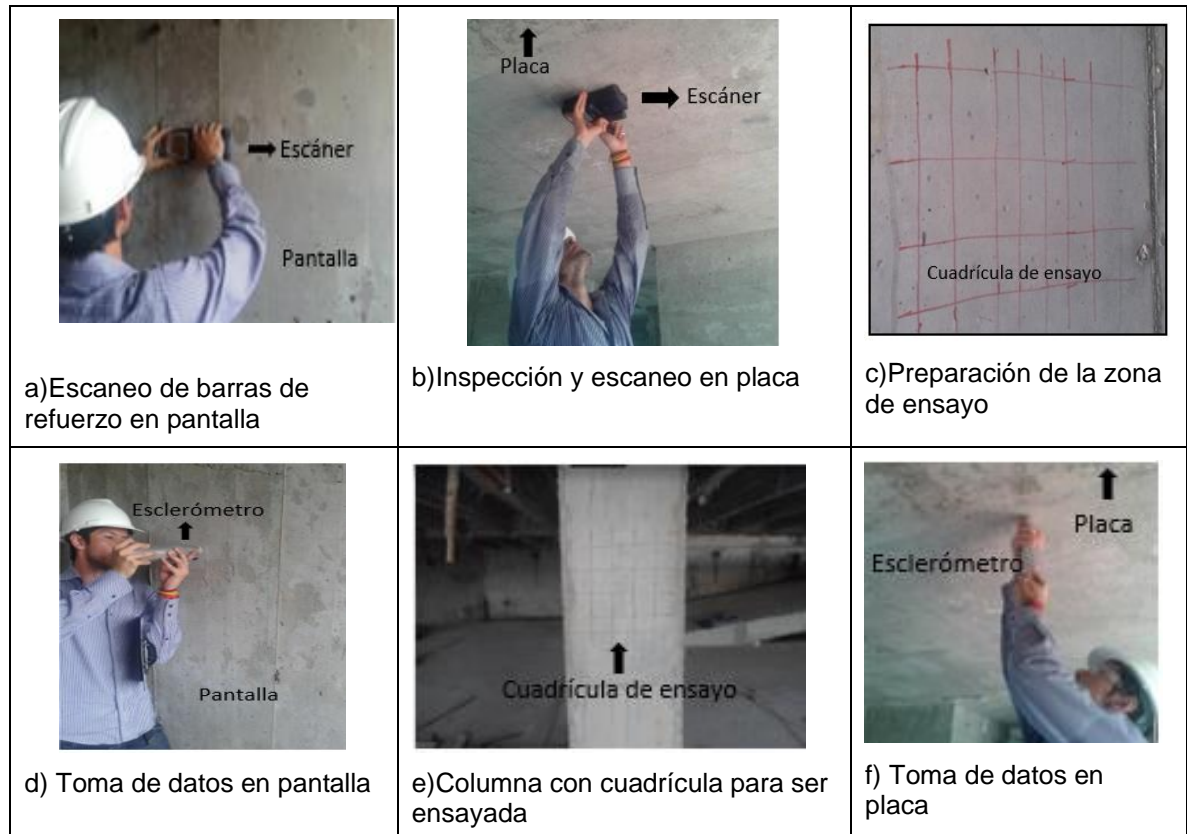 Escáner
Pantalla
a)Escaneo de barras de
refuerzo en pantalla
Placa
Escáner
b)Inspección y escaneo en placa
Cuadrícula de ensayo
c)Preparación de la zona
de ensayo
Esclerómetro
Pantalla
d) Toma de datos en pantalla
Cuadrícula de ensayo
e)Columna con cuadrícula para ser
ensayada
Placa
Esclerómetro
f) Toma de datos en
placa